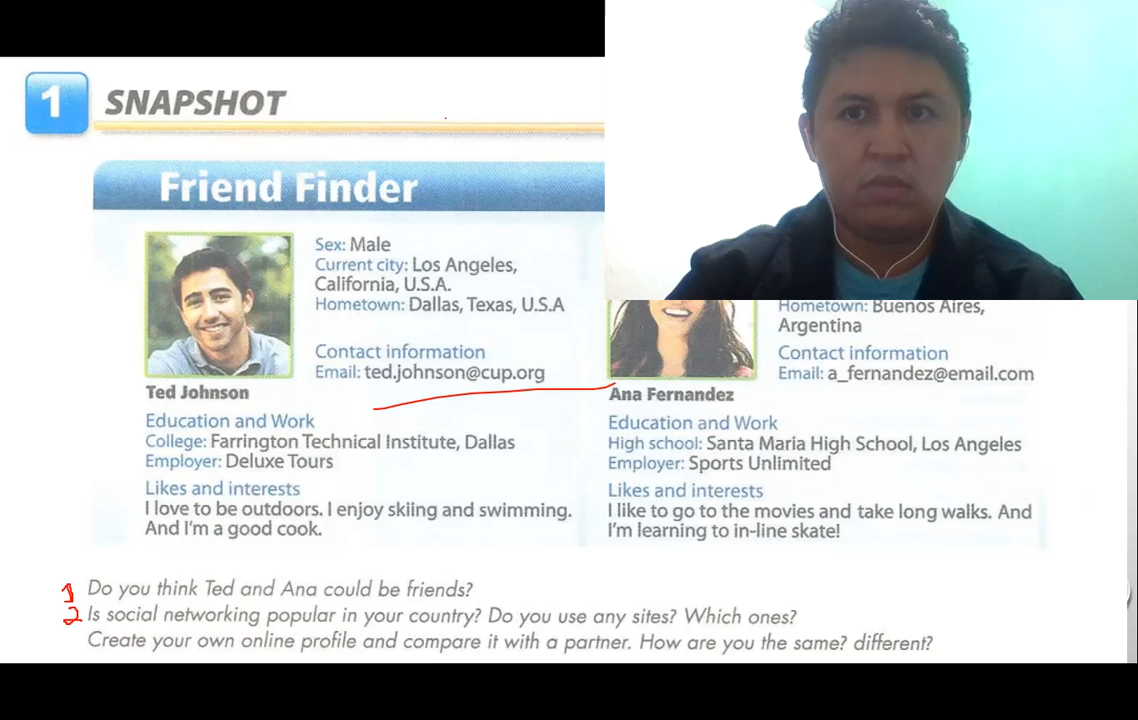 1 SNAPSHOT
Friend Finder
Sex: Male
Current city: Los Angeles,
California, U.S.A.
Hometown: Dallas, Texas, U.S.A
Contact information
Email: ted.johnson@cup.org
Ted Johnson
Education and Work
College: Farrington Technical Institute, Dallas
Employer: Deluxe Tours
Likes and interests
I love to be outdoors. I enjoy skiing and swimming.
And I'm a good cook.
Hometown: Buenos Aires,
Argentina
Contact information
Email: a_fernandez@email.com
Ana Fernandez
Education and Work
High school: Santa Maria High School, Los Angeles
Employer: Sports Unlimited
Likes and interests
I like to go to the movies and take long walks. And
I'm learning to in-line skate!
1 Do you think Ted and Ana could be friends?
2 Is social networking popular in your country? Do you use any sites? Which ones?
Create your own online profile and compare it with a partner. How are you the same? different?